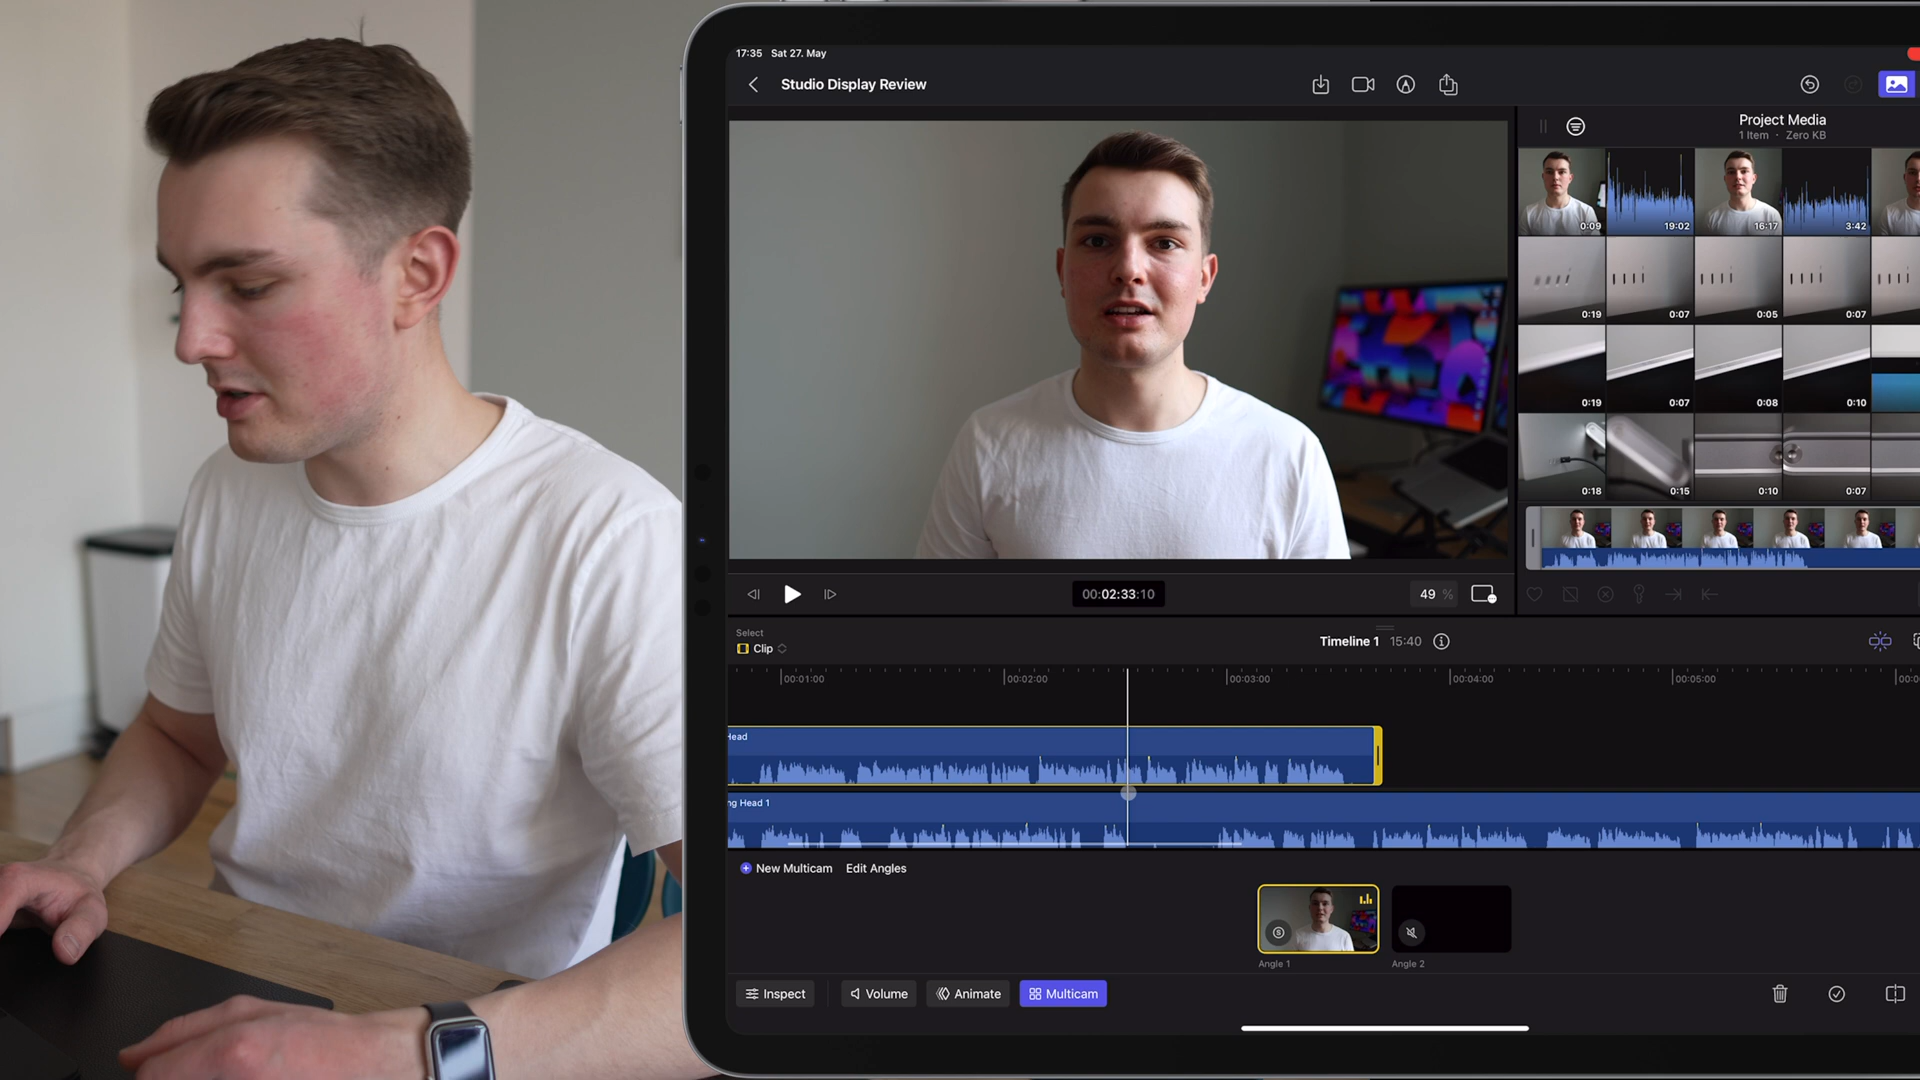 17:35 Sat 27. May
Studio Display Review
Project Media
1 Item · Zero KB
0:09
19:02
16:17
3:42
0:19
0:07
0:05
0:07
0:19
0:07
0:08
0:10
0:18
0:15
0:10
0:07
00:02:33:10
49 %
Select
Clip
Timeline 1 15:40
00:01:00
00:02:00
00:03:00
00:04:00
00:05:00
Head
ng Head 1
New Multicam Edit Angles
Angle 1
Angle 2
Inspect
Volume
Animate
Multicam